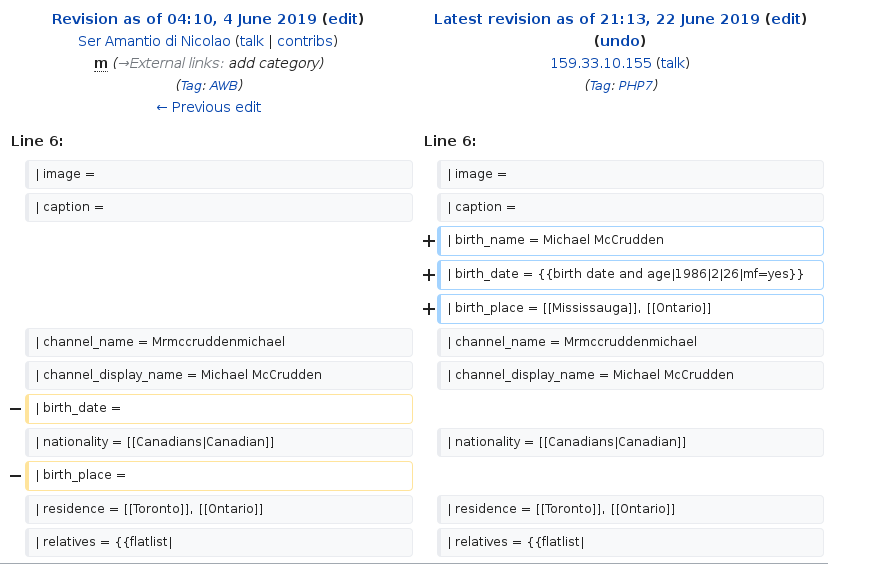 Revision as of 04:10, 4 June 2019 (edit)
Ser Amantio di Nicolao (talk | contribs)
m (→External links: add category)
(Tag: AWB)
← Previous edit
Latest revision as of 21:13, 22 June 2019 (edit)
(undo)
159.33.10.155 (talk)
(Tag: PHP7)
Line 6:
Line 6:
| image =
| image =
| caption =
| caption =
+ | birth_name = Michael McCrudden
+ | birth_date = {{birth date and age|1986|2|26|mf=yes}}
+ | birth_place = [[Mississauga]], [[Ontario]]
| channel_name = Mrmccruddenmichael
| channel_name = Mrmccruddenmichael
| channel_display_name = Michael McCrudden
| channel_display_name = Michael McCrudden
− | birth_date =
| nationality = [[Canadians|Canadian]]
| nationality = [[Canadians|Canadian]]
− | birth_place =
| residence = [[Toronto]], [[Ontario]]
| residence = [[Toronto]], [[Ontario]]
| relatives = {{flatlist|
| relatives = {{flatlist|